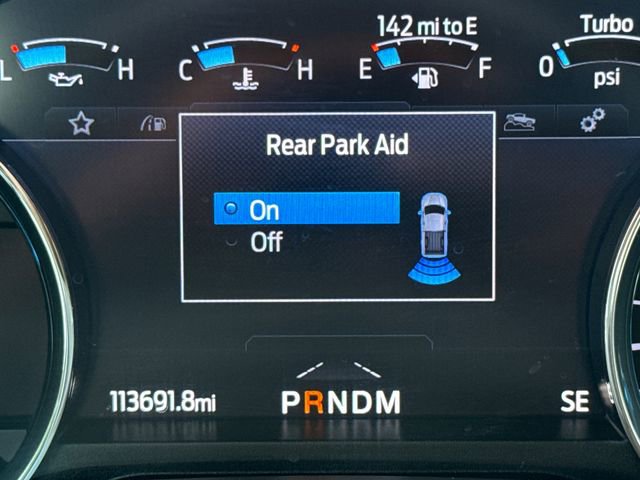 142 mi to E
Turbo
L H C H E F 0 psi
Rear Park Aid
On
Off
113691.8mi PRNDM SE